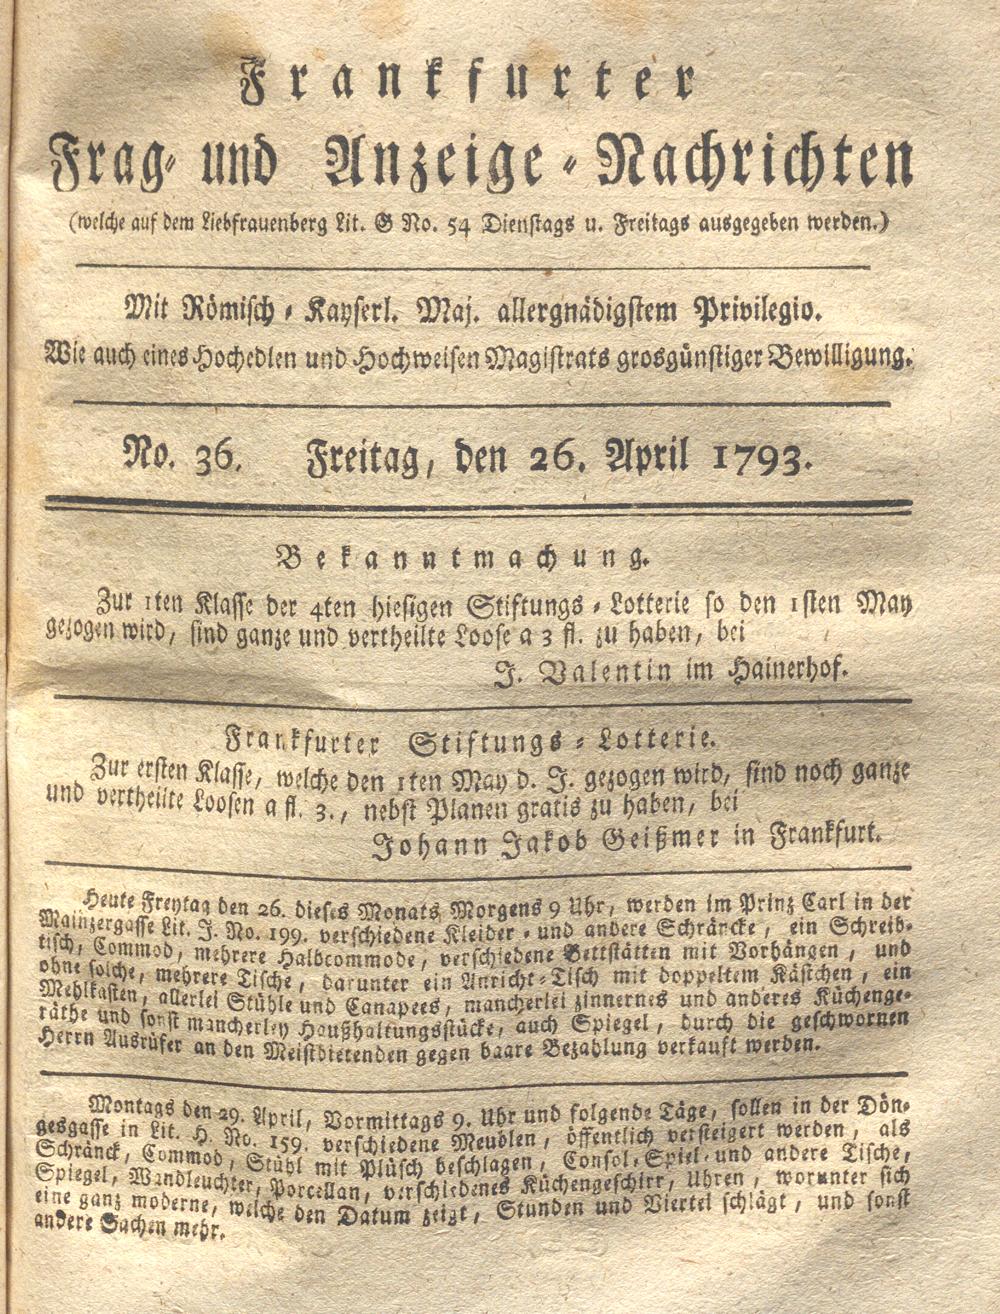 Frankfurter
Frag- und Anzeige-Nachrichten
(welche auf dem Liebfrauenberg Lit. G No. 54 Dienstags u. Freitags ausgegeben werden.)
Mit Römisch-Kayserl. Maj. allergnädigstem Privilegio.
Wie auch eines Hochedlen und Hochweisen Magistrats grosgünstiger Bewilligung.
No. 36. Freitag, den 26. April 1793.
Bekanntmachung.
Zur 1ten Klasse der 4ten hiesigen Stiftungs-Lotterie so den 1sten May
gezogen wird, sind ganze und vertheilte Loose a 3 fl. zu haben, bei
J. Valentin im Hainerhof.
Frankfurter Stiftungs-Lotterie.
Zur ersten Klasse, welche den 1ten May d. J. gezogen wird, sind noch ganze
und vertheilte Loosen a fl. 3., nebst Planen gratis zu haben, bei
Johann Jakob Geißmer in Frankfurt.
Heute Freytag den 26. dieses Monats Morgens 9 Uhr, werden im Prinz Carl in der
Mainzergasse Lit. J. No. 199. verschiedene Kleider- und andere Schräncke, ein Schreib-
tisch, Commod, mehrere Halbcommode, verschiedene Bettstätten mit Vorhängen, und
ohne solche, mehrere Tische, darunter ein Anricht-Tisch mit doppeltem Kästchen, ein
Mehlkasten, allerlei Stühle und Canapees, mancherlei zinnernes und anderes Küchenge-
räthe und sonst mancherley Haußhaltungsstücke, auch Spiegel, durch die geschwornen
Herrn Ausrüfer an den Meistbietenden gegen baare Bezahlung verkauft werden.
Montags den 29. April, Vormittags 9. Uhr und folgende Täge, sollen in der Dön-
gesgasse in Lit. H. No. 159. verschiedene Meublen, öffentlich versteigert werden, als
Schränck, Commod, Stühl mit Plüsch beschlagen, Consol-Spiel-und andere Tische,
Spiegel, Wandleuchter, Porcellan, verschiedenes Küchengeschirr, Uhren, worunter sich
eine ganz moderne, welche den Datum zeigt, Stunden und Viertel schlägt, und sonst
andere Sachen mehr.